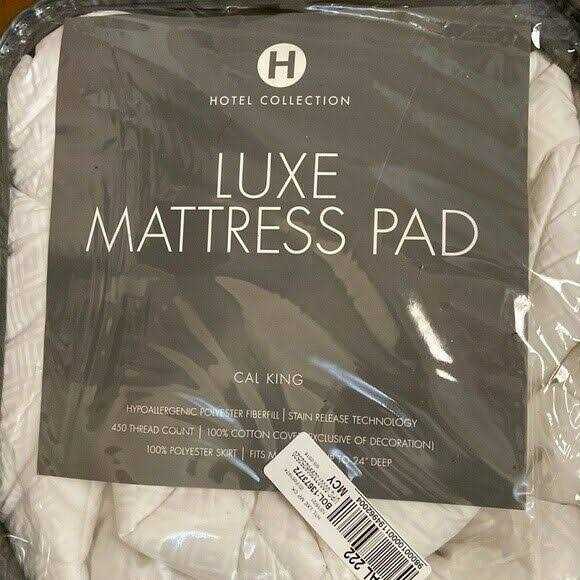 H
HOTEL COLLECTION
LUXE
MATTRESS PAD
CAL KING
HYPOALLERGENIC POLYESTER FIBERFILL | STAIN RELEASE TECHNOLOGY
450 THREAD COUNT | 100% COTTON COVER (EXCLUSIVE OF DECORATION)
100% POLYESTER SKIRT | FITS 24" DEEP
222
MCY